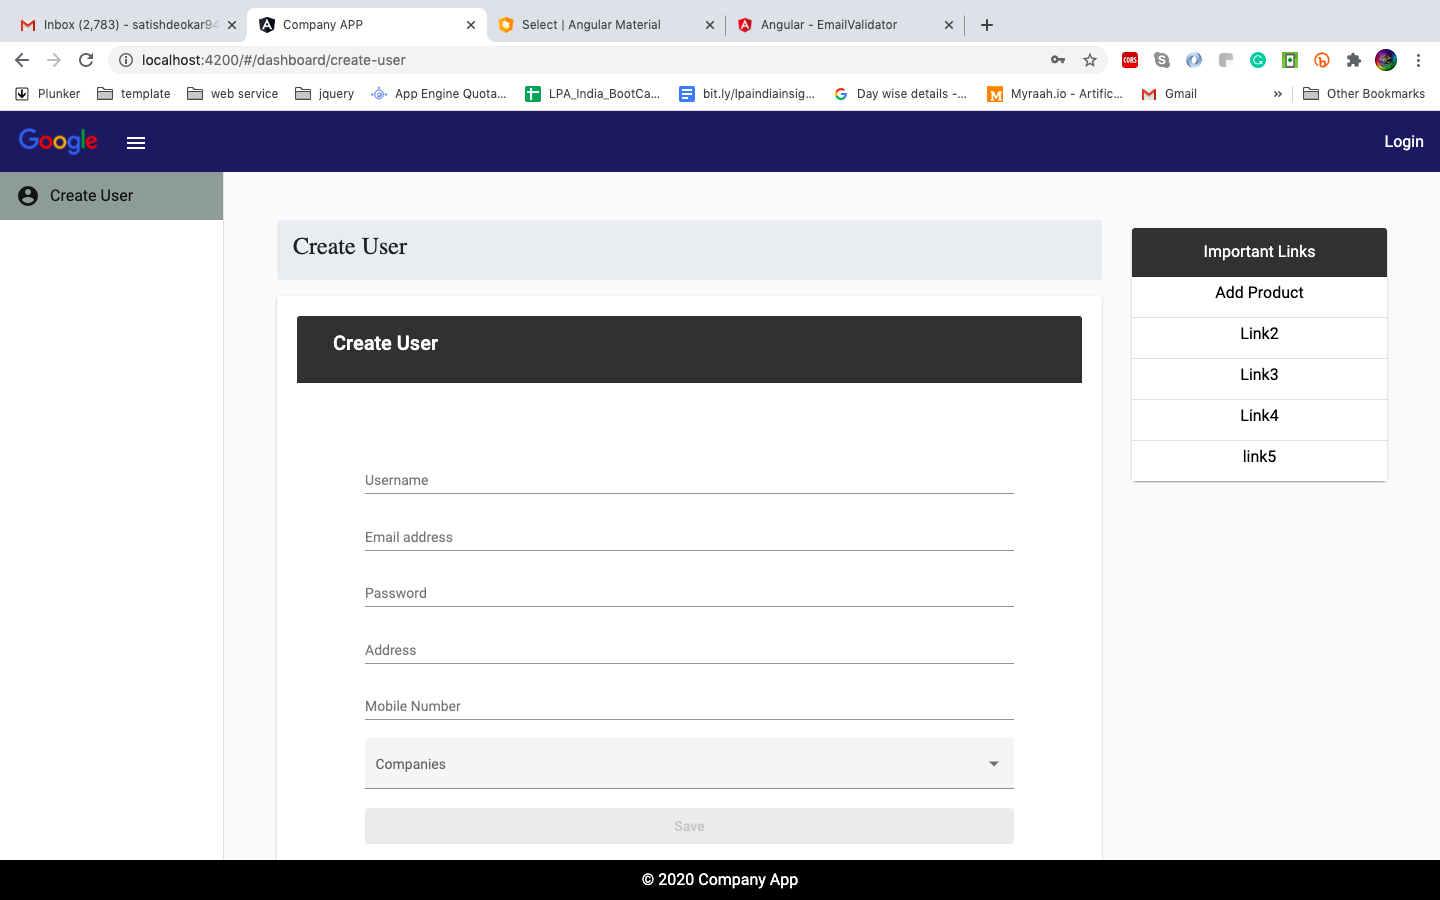 Inbox (2,783) - satishdeokar94
Company APP
Select | Angular Material
Angular - EmailValidator
localhost:4200/#/dashboard/create-user
CORS
Plunker
template
web service
jquery
App Engine Quota...
LPA_India_BootCa...
bit.ly/lpaindiainsig...
Day wise details -...
Myraah.io - Artific...
Gmail
»
Other Bookmarks
Google
Login
Create User
Create User
Create User
Username
Email address
Password
Address
Mobile Number
Companies
Save
Important Links
Add Product
Link2
Link3
Link4
link5
© 2020 Company App